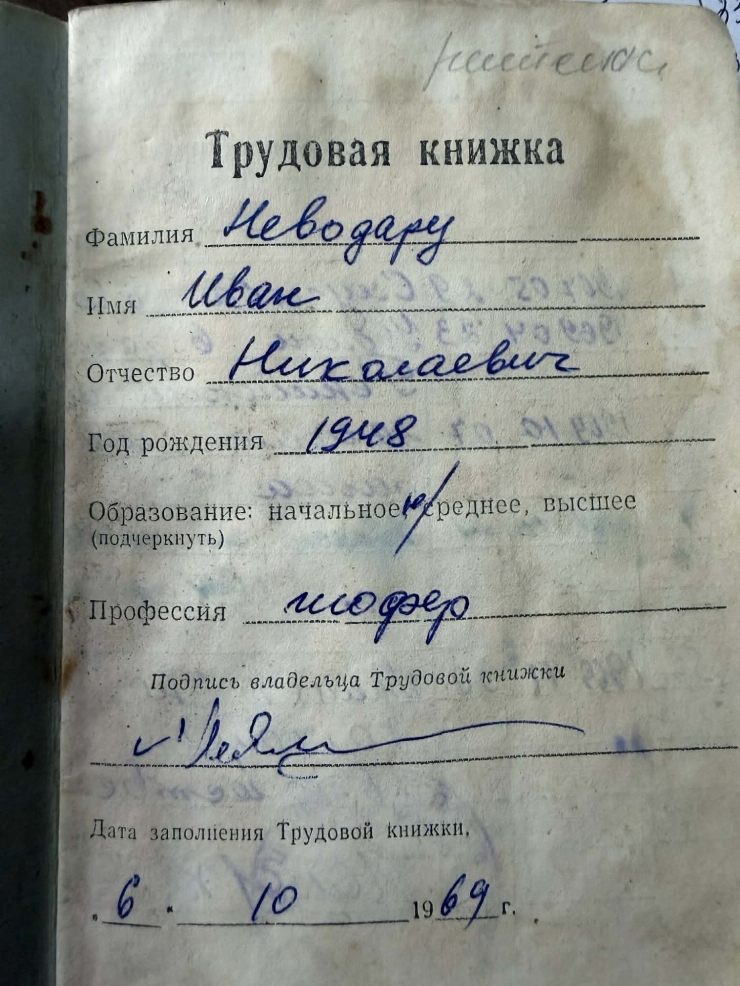 Трудовая книжка
Фамилия Неводару
Имя Иван
Отчество Николаевич
Год рождения 1948
Образование: начальное, н/среднее, высшее
(подчеркнуть)
Профессия шофер
Подпись владельца Трудовой книжки
Дата заполнения Трудовой книжки,
6. 10 1969 г.